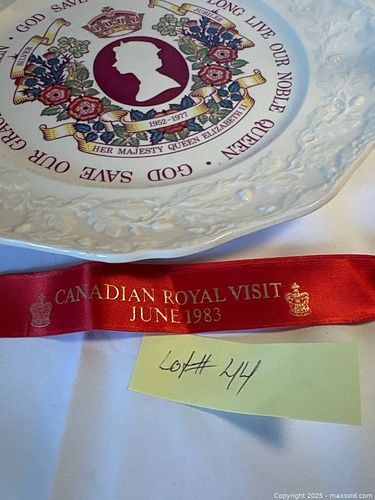 GOD SAVE OUR GRAC
GOD SAVE
LONG LIVE OUR NOBLE QUEEN
SILVER
JUBILEE
1952-1977
HER MAJESTY QUEEN ELIZABETH II
CANADIAN ROYAL VISIT
JUNE 1983
Lot# 44
Copyright 2025 - maxsold.com